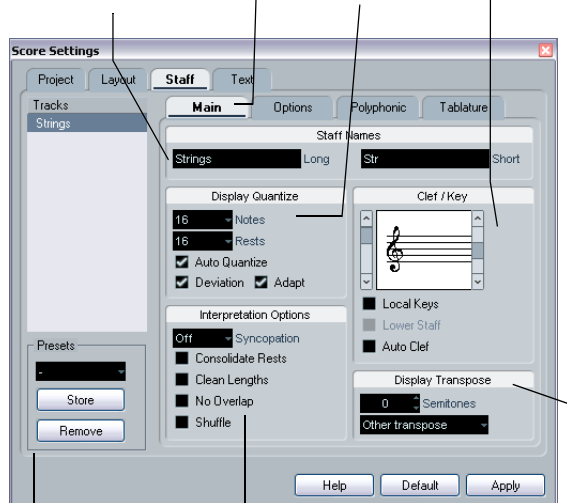 Score Settings
Project Layout Staff Text
Tracks
Strings
Main Options Polyphonic Tablature
Staff Names
Strings Long Str Short
Display Quantize
16 Notes
16 Rests
Auto Quantize
Deviation Adapt
Clef / Key
Local Keys
Lower Staff
Auto Clef
Interpretation Options
Off Syncopation
Consolidate Rests
Clean Lengths
No Overlap
Shuffle
Display Transpose
0 Semitones
Other transpose
Presets
-
Store
Remove
Help Default Apply